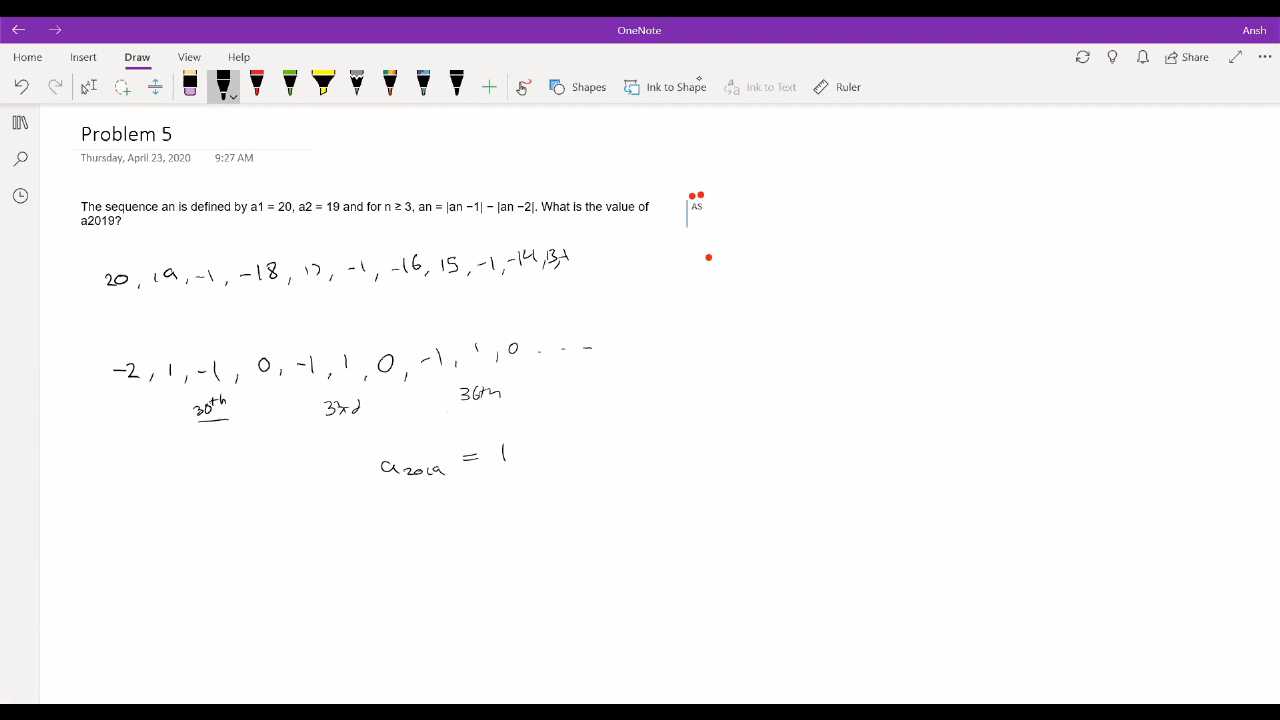 OneNote
Ansh
Home Insert Draw View Help
Share
Shapes Ink to Shape Ink to Text Ruler
Problem 5
Thursday, April 23, 2020 9:27 AM
The sequence an is defined by a1 = 20, a2 = 19 and for n ≥ 3, an = |an −1| − |an −2|. What is the value of
a2019?
AS
20, 19, -1, -18, 17, -1, -16, 15, -1, -14, 13,
-2, 1, -1, 0, -1, 1, 0, -1, 1, 0 . . . -
30th 33rd 36th
a2019 = 1